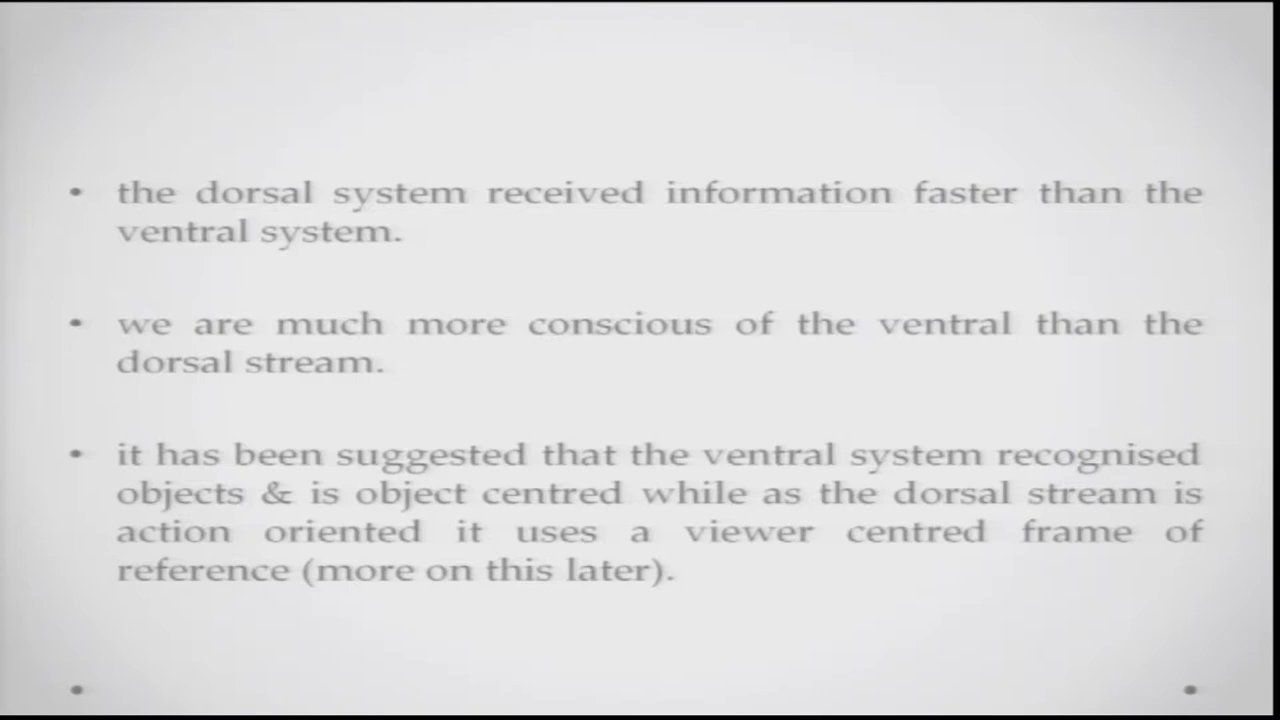 • the dorsal system received information faster than the
ventral system.
• we are much more conscious of the ventral than the
dorsal stream.
• it has been suggested that the ventral system recognised
objects & is object centred while as the dorsal stream is
action oriented it uses a viewer centred frame of
reference (more on this later).